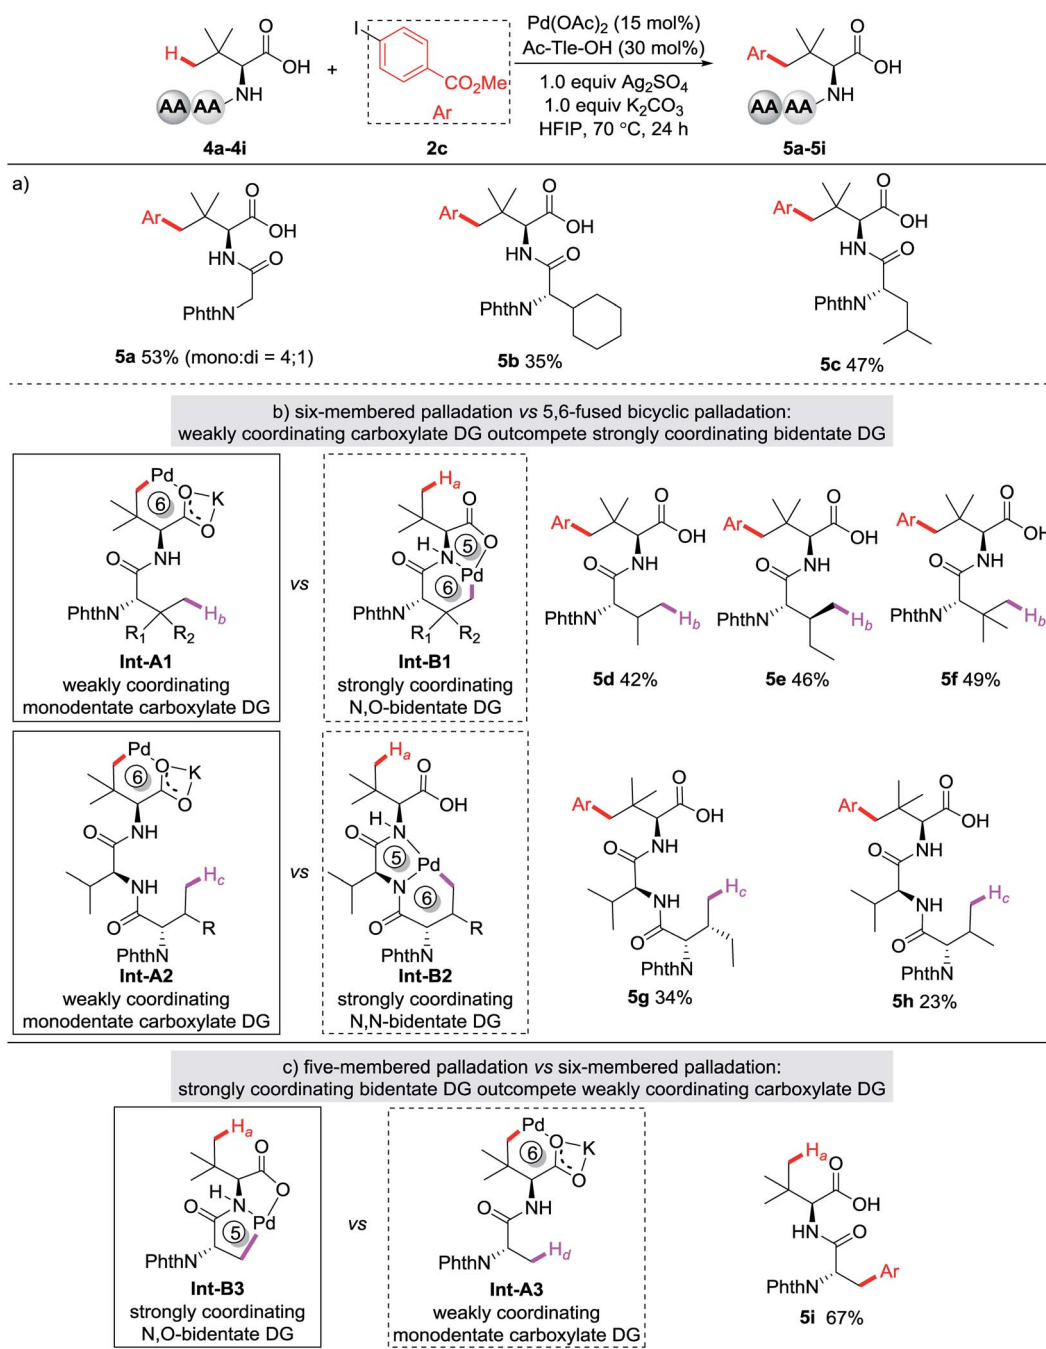 H
O
OH
NH
AA AA
4a-4i
+
I
CO₂Me
Ar
2c
Pd(OAc)₂ (15 mol%)
Ac-Tle-OH (30 mol%)
1.0 equiv Ag₂SO₄
1.0 equiv K₂CO₃
HFIP, 70 °C, 24 h
Ar
O
OH
NH
AA AA
5a-5i
a)
Ar
O
OH
HN
O
PhthN
5a 53% (mono:di = 4;1)
Ar
O
OH
HN
O
PhthN
5b 35%
Ar
O
OH
HN
O
PhthN
5c 47%
b) six-membered palladation vs 5,6-fused bicyclic palladation:
weakly coordinating carboxylate DG outcompete strongly coordinating bidentate DG
Pd
6
O
K
O
O
NH
PhthN
Hb
R₁ R₂
Int-A1
weakly coordinating
monodentate carboxylate DG
vs
Ha
O
H
5
O
O
N
Pd
6
PhthN
R₁ R₂
Int-B1
strongly coordinating
N,O-bidentate DG
Ar
O
OH
O
NH
PhthN
Hb
5d 42%
Ar
O
OH
O
NH
PhthN
Hb
5e 46%
Ar
O
OH
O
NH
PhthN
Hb
5f 49%
Pd
6
O
K
O
O
NH
NH
Hc
O
R
PhthN
Int-A2
weakly coordinating
monodentate carboxylate DG
vs
Ha
O
OH
H
N
O
5
Pd
N
6
O
R
PhthN
Int-B2
strongly coordinating
N,N-bidentate DG
Ar
O
OH
O
NH
NH
Hc
O
PhthN
5g 34%
Ar
O
OH
O
NH
NH
Hc
O
PhthN
5h 23%
c) five-membered palladation vs six-membered palladation:
strongly coordinating bidentate DG outcompete weakly coordinating carboxylate DG
Ha
O
H
O
O
N
Pd
5
PhthN
Int-B3
strongly coordinating
N,O-bidentate DG
vs
Pd
6
O
K
O
O
NH
PhthN
Hd
Int-A3
weakly coordinating
monodentate carboxylate DG
Ha
O
OH
HN
O
PhthN
Ar
5i 67%